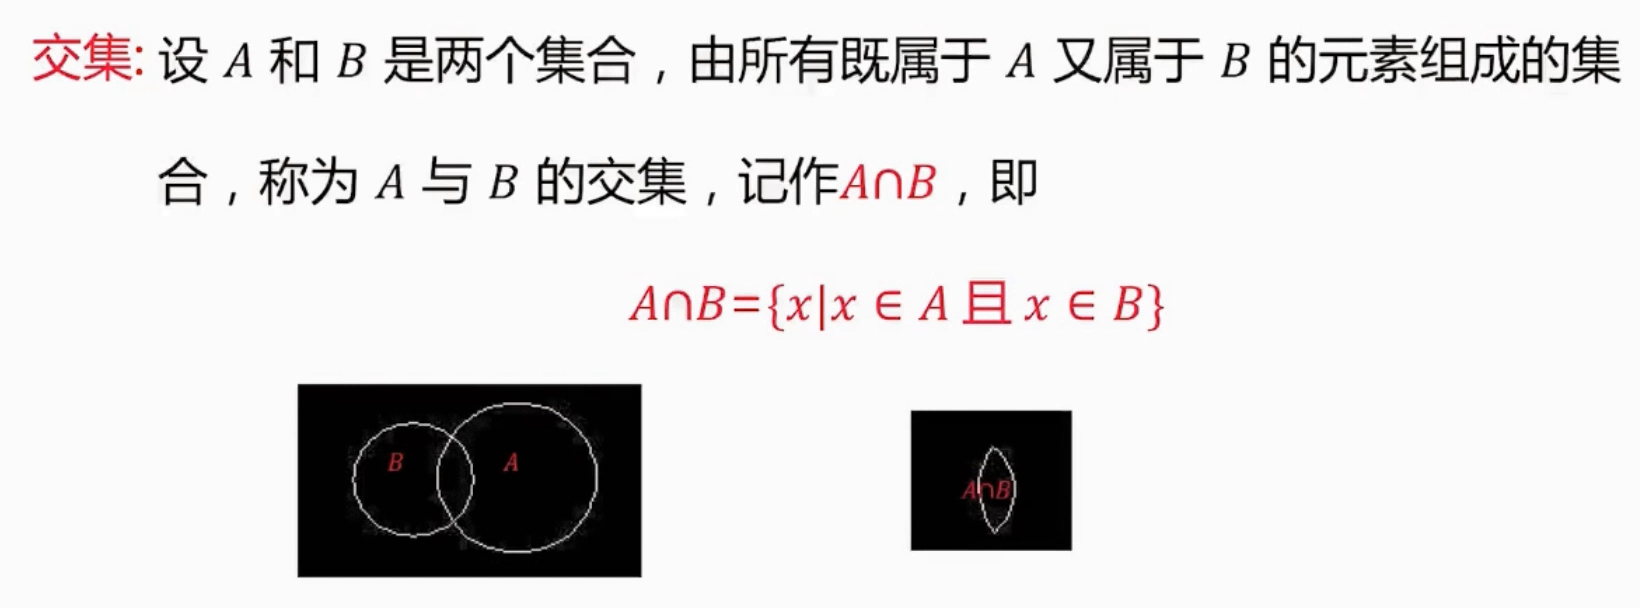 交集: 设 A 和 B 是两个集合，由所有既属于 A 又属于 B 的元素组成的集
合，称为 A 与 B 的交集，记作A∩B，即
A∩B={x|x ∈ A 且 x ∈ B}
B A
A∩B